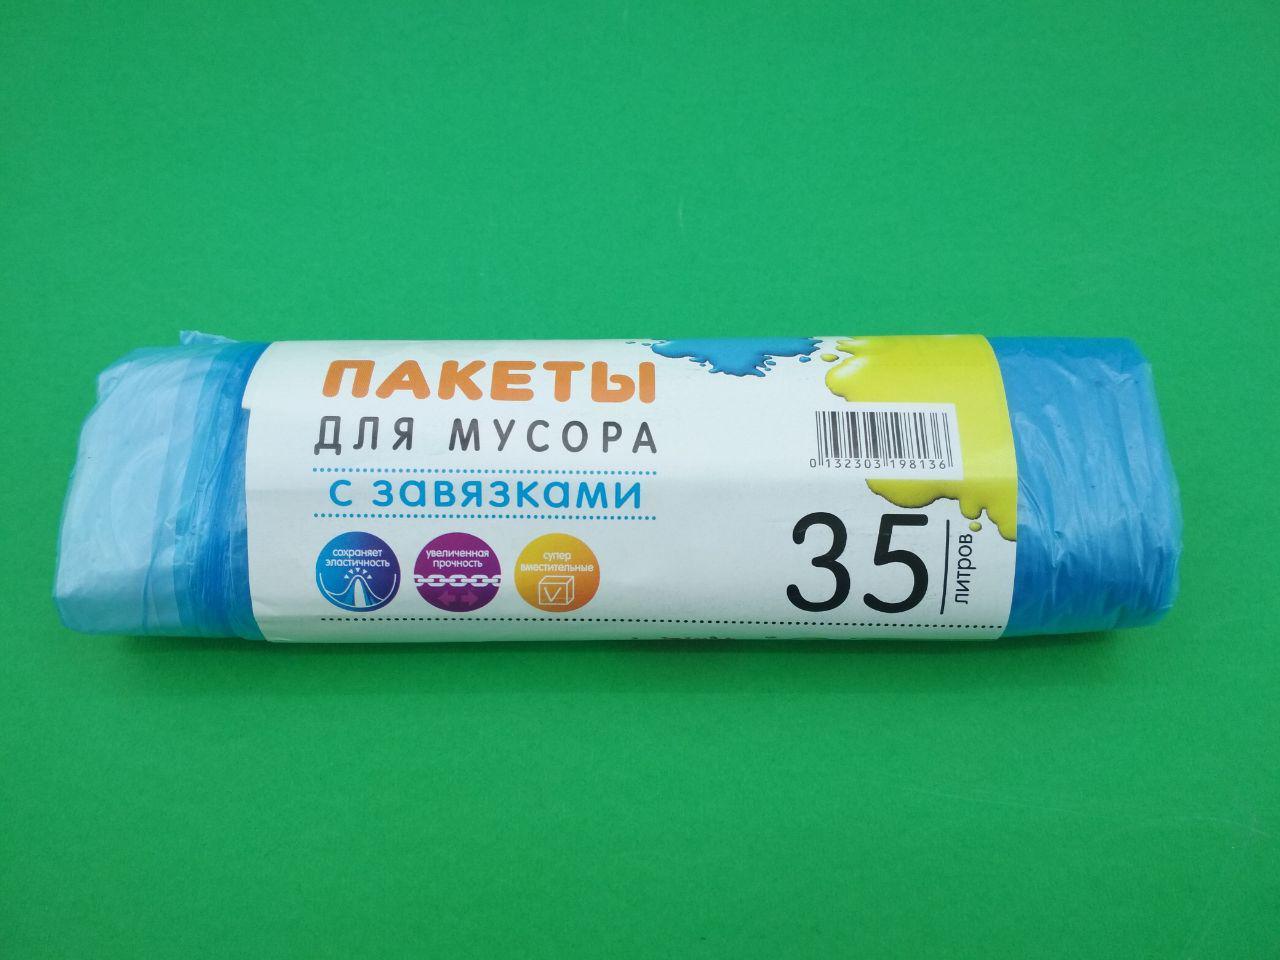 ПАКЕТЫ
ДЛЯ МУСОРА
с завязками
сохраняет
эластичность
увеличенная
прочность
супер
вместительные
0 132303 198136
35
литров